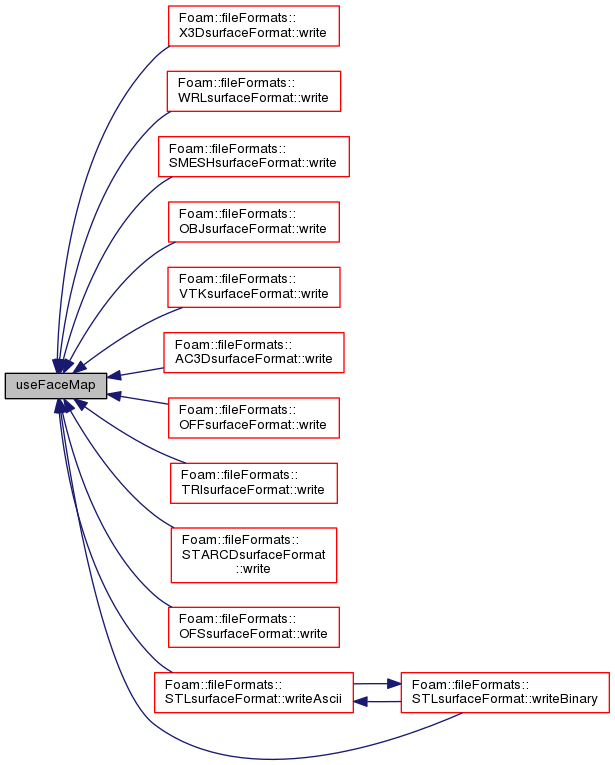 Foam::fileFormats::
X3DsurfaceFormat::write
Foam::fileFormats::
WRLsurfaceFormat::write
Foam::fileFormats::
SMESHsurfaceFormat::write
Foam::fileFormats::
OBJsurfaceFormat::write
Foam::fileFormats::
VTKsurfaceFormat::write
Foam::fileFormats::
AC3DsurfaceFormat::write
useFaceMap
Foam::fileFormats::
OFFsurfaceFormat::write
Foam::fileFormats::
TRIsurfaceFormat::write
Foam::fileFormats::
STARCDsurfaceFormat
::write
Foam::fileFormats::
OFSsurfaceFormat::write
Foam::fileFormats::
STLsurfaceFormat::writeAscii
Foam::fileFormats::
STLsurfaceFormat::writeBinary